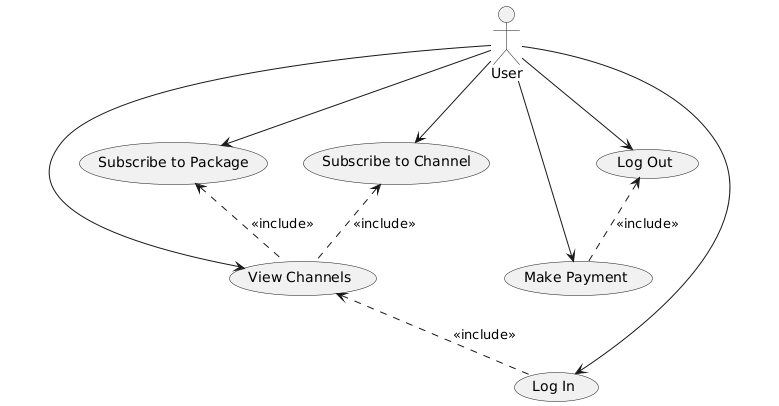 User
Subscribe to Package
Subscribe to Channel
Log Out
«include»
«include»
«include»
View Channels
Make Payment
«include»
Log In